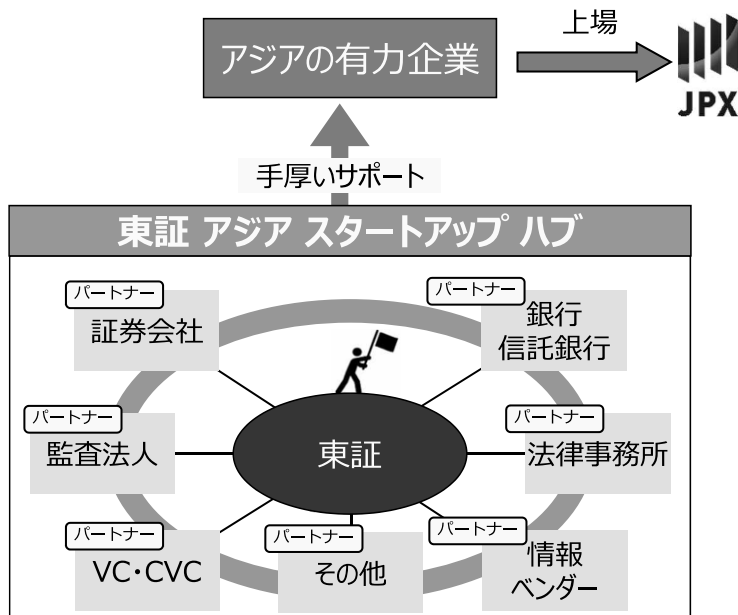 上場
アジアの有力企業
JPX
手厚いサポート
東証 アジア スタートアップ ハブ
パートナー
証券会社
パートナー
銀行
信託銀行
パートナー
監査法人
東証
パートナー
法律事務所
パートナー
VC・CVC
パートナー
その他
パートナー
情報
ベンダー